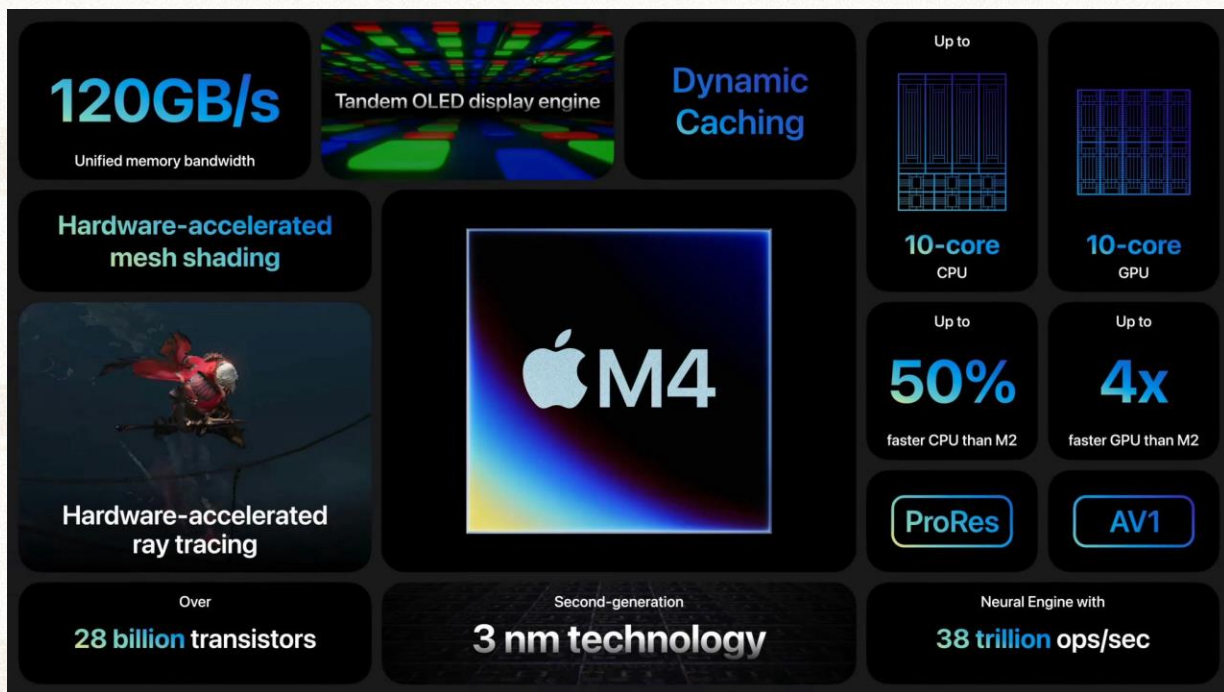 120GB/s
Unified memory bandwidth
Tandem OLED display engine
Dynamic
Caching
Up to
10-core
CPU
10-core
GPU
Hardware-accelerated
mesh shading
M4
Up to
50%
faster CPU than M2
Up to
4x
faster GPU than M2
Hardware-accelerated
ray tracing
ProRes
AV1
Over
28 billion transistors
Second-generation
3 nm technology
Neural Engine with
38 trillion ops/sec